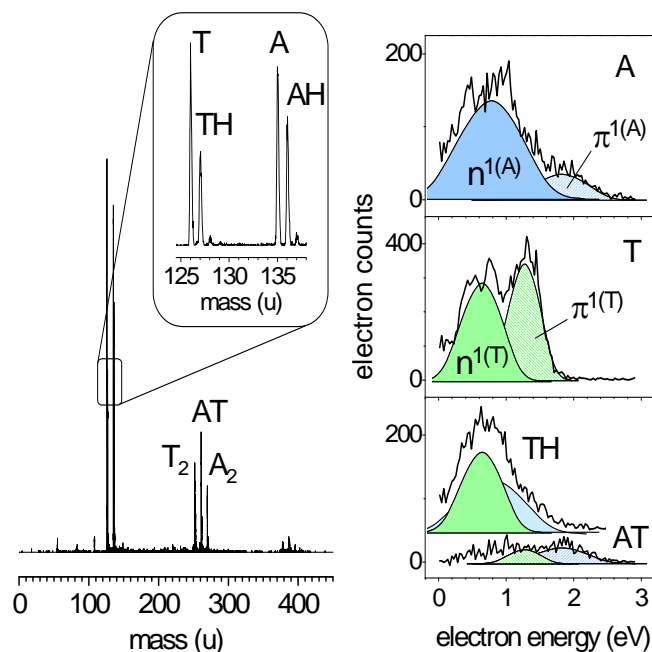 T
A
TH
AH
125
130
135
mass (u)
AT
T₂
A₂
0
100
200
300
400
mass (u)
electron counts
200
0
A
n¹⁽ᴬ⁾
π¹⁽ᴬ⁾
400
0
T
n¹⁽ᵀ⁾
π¹⁽ᵀ⁾
200
0
TH
AT
0
1
2
3
electron energy (eV)